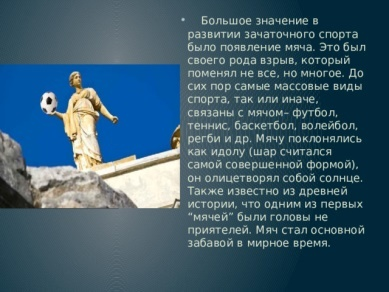 • Большое значение в
развитии зачаточного спорта
было появление мяча. Это был
своего рода взрыв, который
поменял не все, но многое. До
сих пор самые массовые виды
спорта, так или иначе,
связаны с мячом– футбол,
теннис, баскетбол, волейбол,
регби и др. Мячу поклонялись
как идолу (шар считался
самой совершенной формой),
он олицетворял собой солнце.
Также известно из древней
истории, что одним из первых
“мячей” были головы не
приятелей. Мяч стал основной
забавой в мирное время.